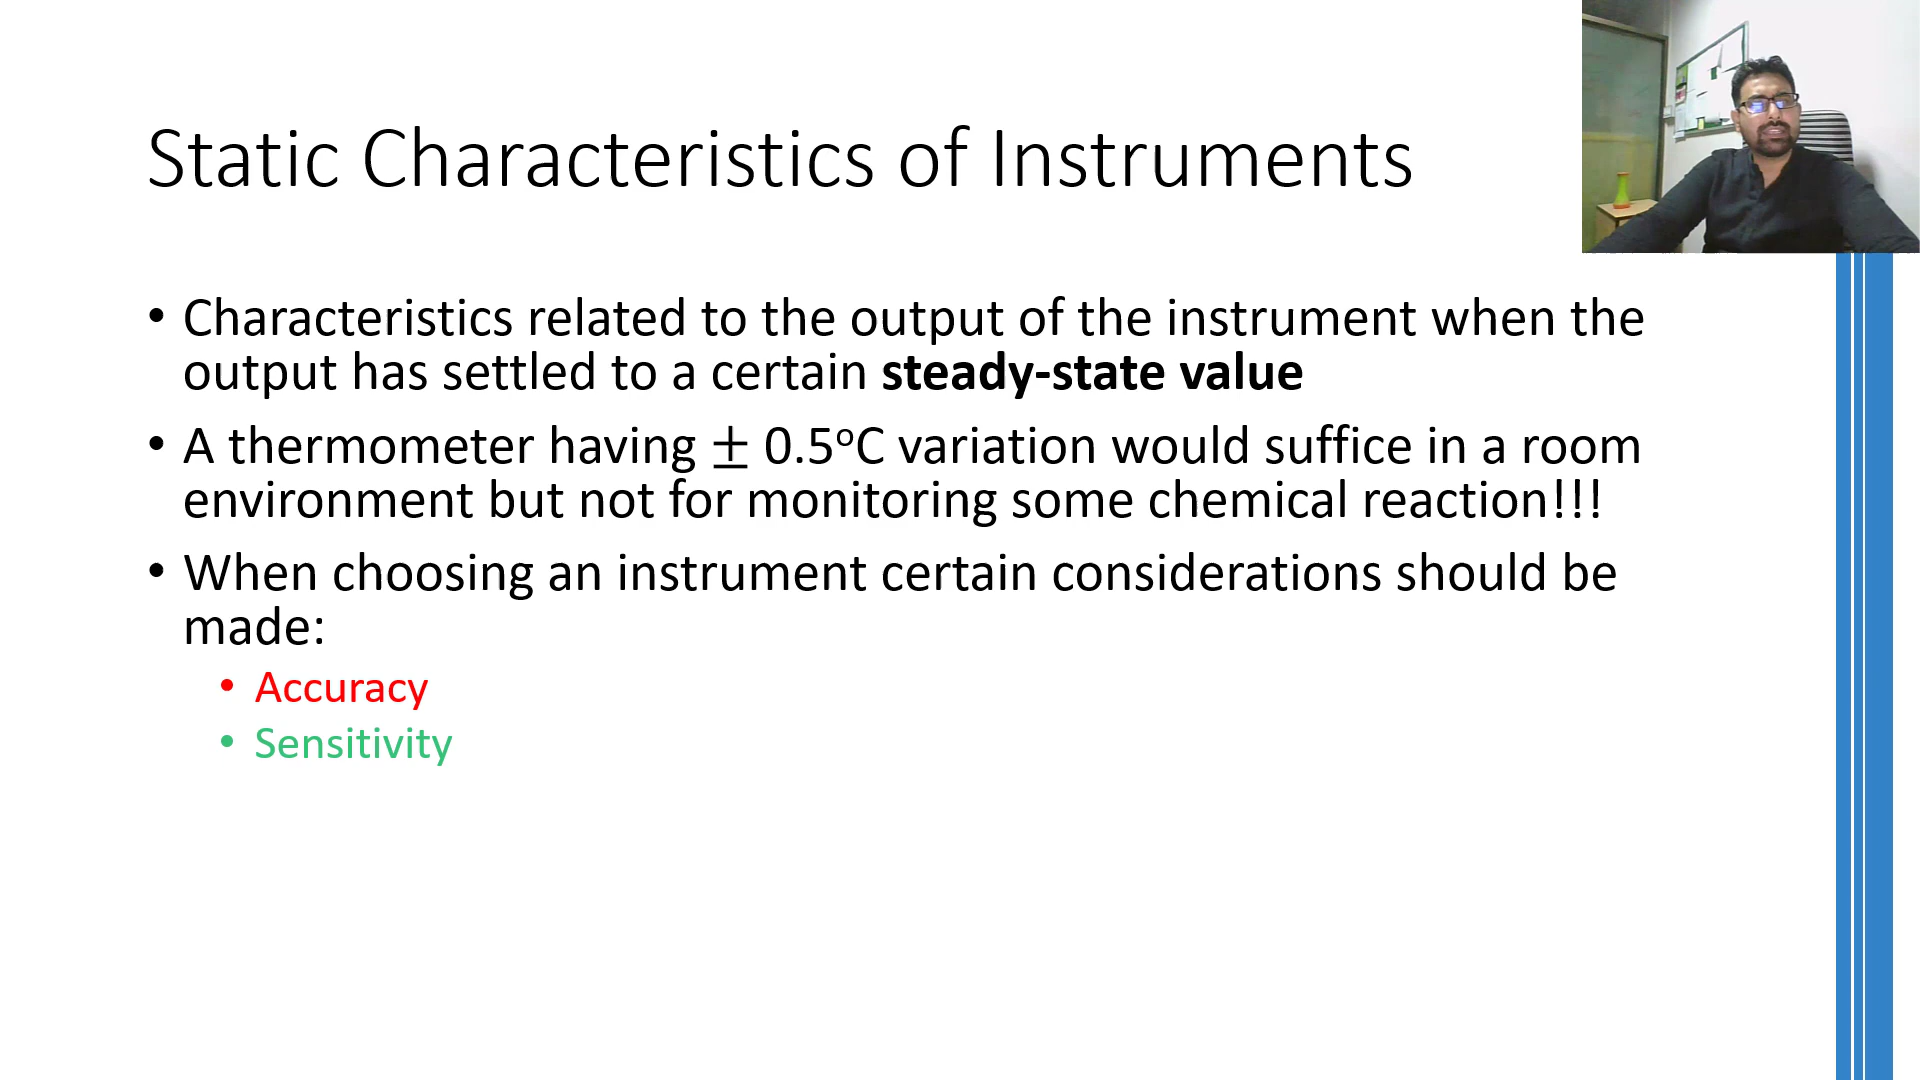 Static Characteristics of Instruments
• Characteristics related to the output of the instrument when the
output has settled to a certain steady-state value
• A thermometer having ± 0.5ᵒC variation would suffice in a room
environment but not for monitoring some chemical reaction!!!
• When choosing an instrument certain considerations should be
made:
• Accuracy
• Sensitivity